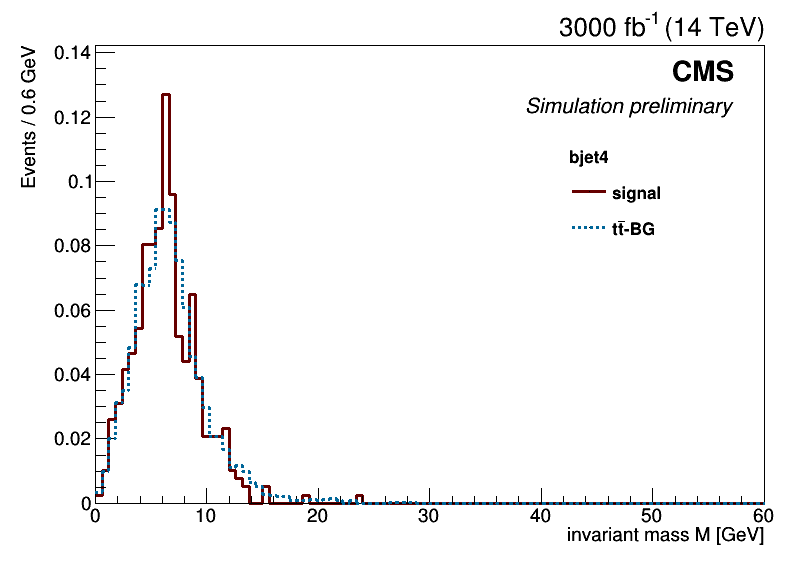 3000 fb⁻¹ (14 TeV)
Events / 0.6 GeV
CMS
Simulation preliminary
bjet4
signal
tt̄-BG
0.14
0.12
0.1
0.08
0.06
0.04
0.02
0
0 10 20 30 40 50 60
invariant mass M [GeV]